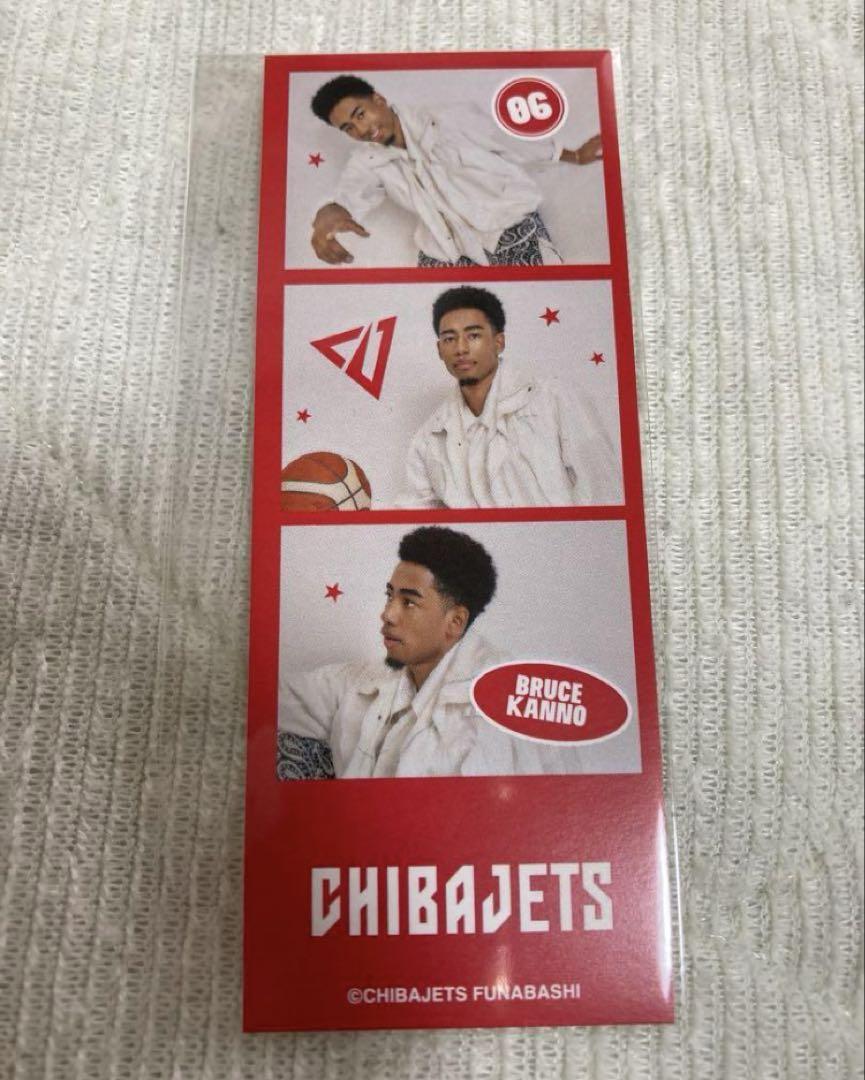 06
BRUCE
KANNO
CHIBAJETS
©CHIBAJETS FUNABASHI